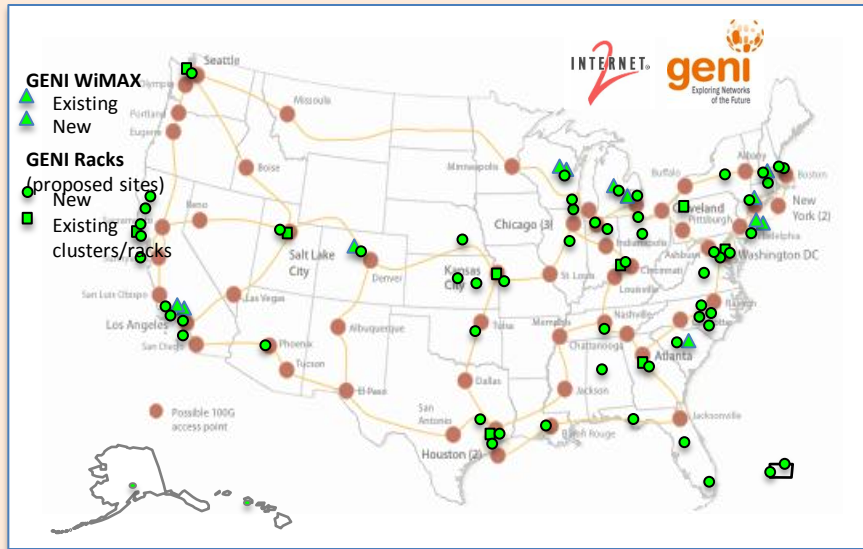 Seattle
INTERNET®
2
geni
Exploring Networks
of the Future
GENI WiMAX
Existing
New
GENI Racks
(proposed sites)
New
Existing
clusters/racks
Olympia
Portland
Eugene
Missoula
Boise
Minneapolis
Buffalo
Albany
Boston
Reno
Cleveland
New
York (2)
Pittsburgh
Chicago (3)
Indianapolis
Ashburn
Washington DC
Salt Lake
City
Denver
Kansas
City
St. Louis
Cincinnati
Louisville
San Luis Obispo
Las Vegas
Los Angeles
San Diego
Phoenix
Tucson
Albuquerque
El Paso
Tulsa
Memphis
Nashville
Chattanooga
Atlanta
Raleigh
Dallas
Jackson
Jacksonville
San
Antonio
Houston (2)
Baton Rouge
Possible 100G
access point